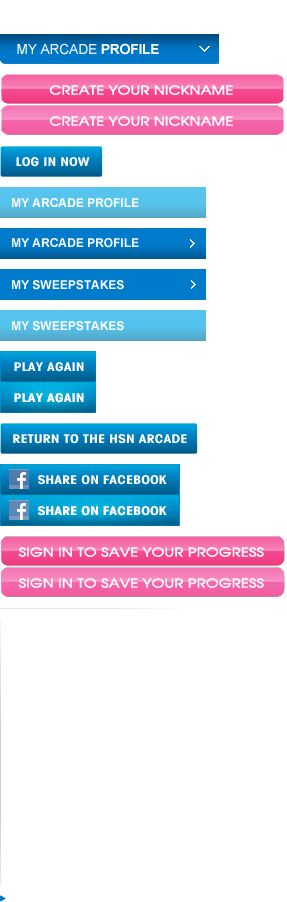 MY ARCADE PROFILE
CREATE YOUR NICKNAME
CREATE YOUR NICKNAME
LOG IN NOW
MY ARCADE PROFILE
MY ARCADE PROFILE
MY SWEEPSTAKES
MY SWEEPSTAKES
PLAY AGAIN
PLAY AGAIN
RETURN TO THE HSN ARCADE
f SHARE ON FACEBOOK
f SHARE ON FACEBOOK
SIGN IN TO SAVE YOUR PROGRESS
SIGN IN TO SAVE YOUR PROGRESS